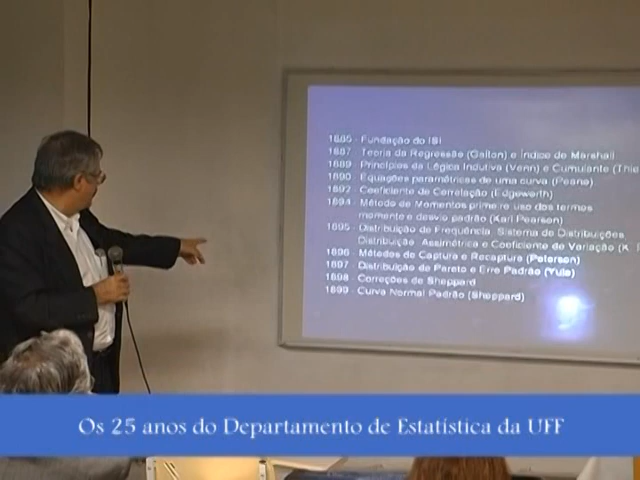 1885 - Fundação do ISI
1887 - Teoria da Regressão (Galton) e Índice de Marshall
1889 - Princípios da Lógica Indutiva (Venn) e Cumulante (Thie
1890 - Equações paramétricas de uma curva (Peano)
1892 - Coeficiente de Correlação (Edgeworth)
1894 - Método de Momentos primeiro uso dos termos
momento e desvio padrão (Karl Pearson)
1895 - Distribuição de Frequência, Sistema de Distribuições,
Distribuição Assimétrica e Coeficiente de Variação (K.
1896 - Métodos de Captura e Recaptura (Peterson)
1897 - Distribuição de Pareto e Erro Padrão (Yule)
1898 - Correções de Sheppard
1899 - Curva Normal Padrão (Sheppard)
Os 25 anos do Departamento de Estatística da UFF